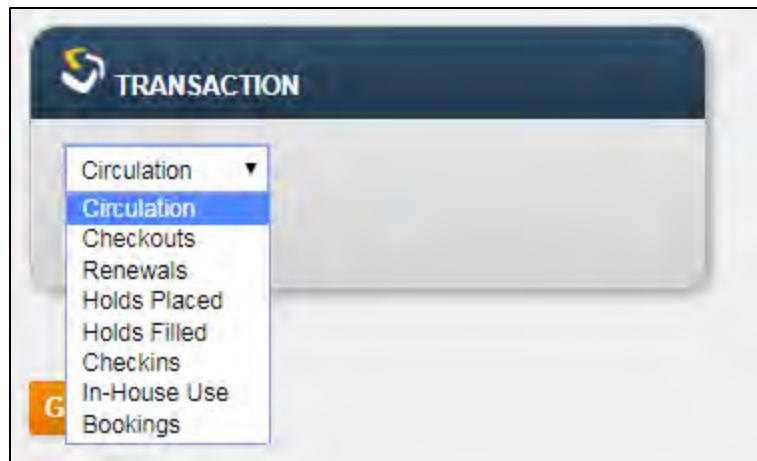 TRANSACTION
Circulation
Circulation
Checkouts
Renewals
Holds Placed
Holds Filled
Checkins
In-House Use
Bookings
G